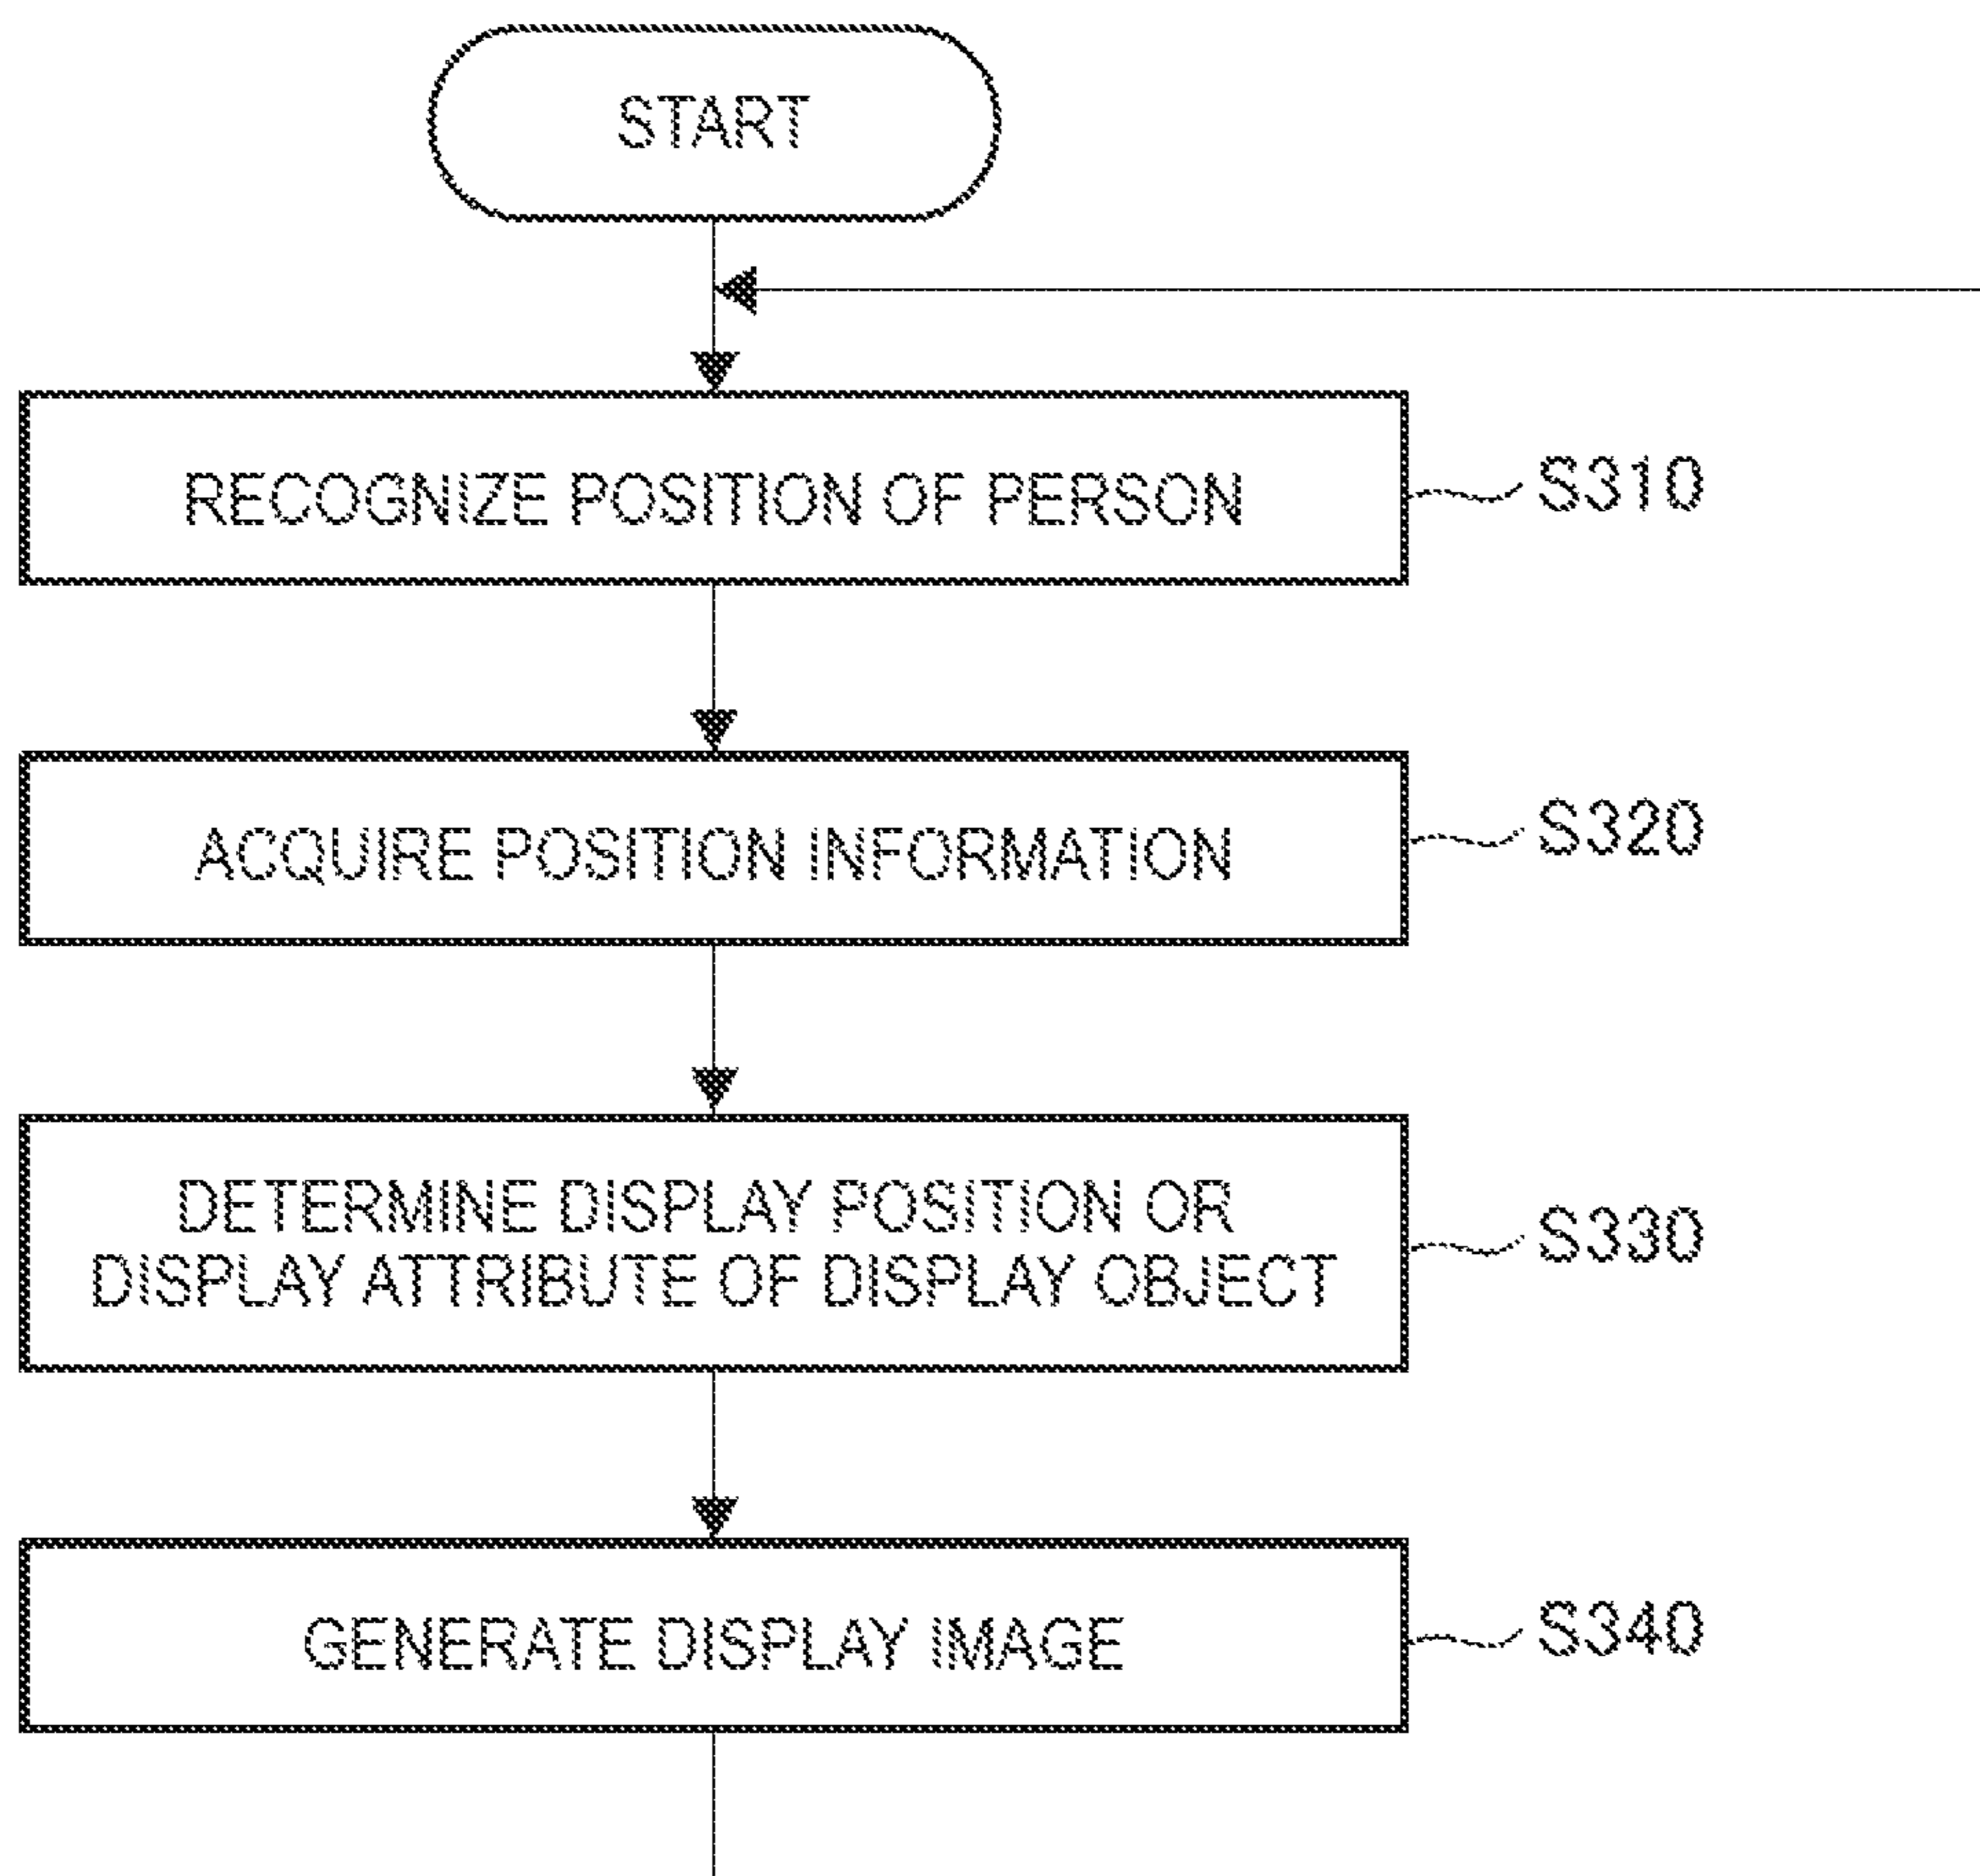 START
RECOGNIZE POSITION OF PERSON
S310
ACQUIRE POSITION INFORMATION
S320
DETERMINE DISPLAY POSITION OR
DISPLAY ATTRIBUTE OF DISPLAY OBJECT
S330
GENERATE DISPLAY IMAGE
S340